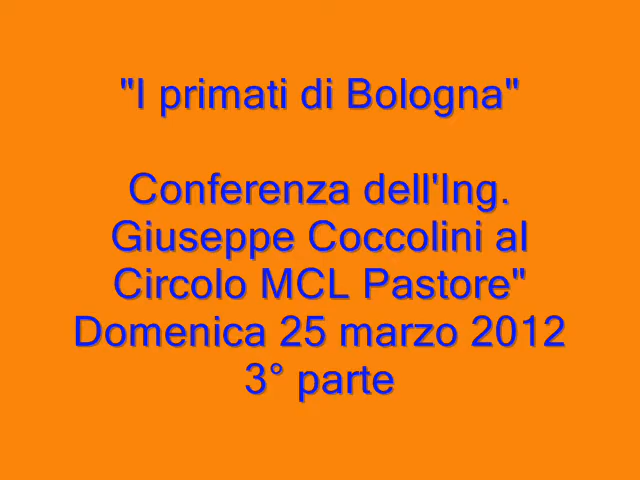 "I primati di Bologna"
Conferenza dell'Ing.
Giuseppe Coccolini al
Circolo MCL Pastore"
Domenica 25 marzo 2012
3° parte